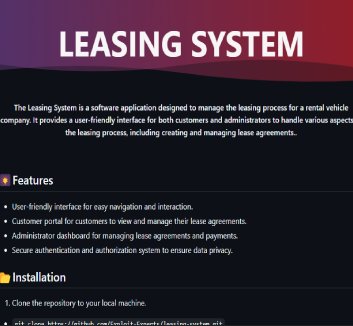 LEASING SYSTEM
The Leasing System is a software application designed to manage the leasing process for a rental vehicle
company. It provides a user-friendly interface for both customers and administrators to handle various aspects
the leasing process, including creating and managing lease agreements..
Features
• User-friendly interface for easy navigation and interaction.
• Customer portal for customers to view and manage their lease agreements.
• Administrator dashboard for managing lease agreements and payments.
• Secure authentication and authorization system to ensure data privacy.
Installation
1. Clone the repository to your local machine.
• git clone https://github.com/Exploit-Experts/leasing-system.git